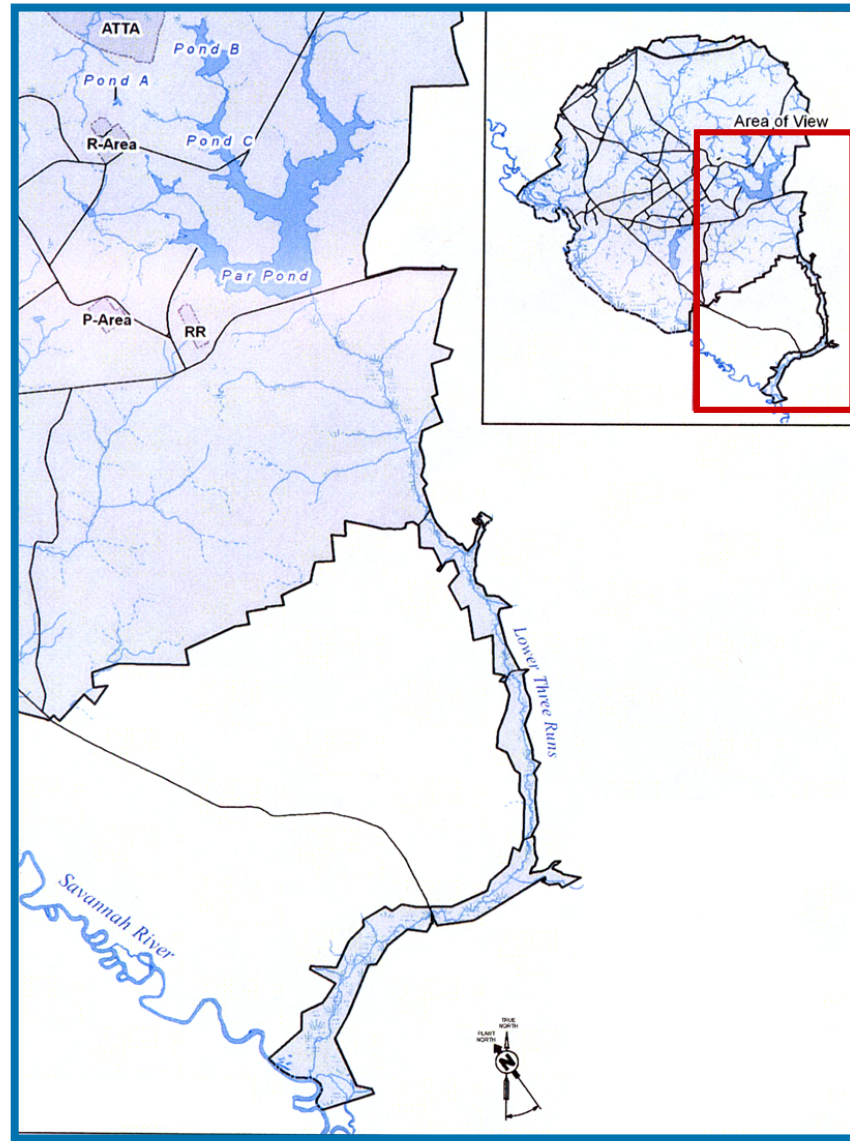 ATTA
Pond B
Pond A
Area of View
R-Area
Pond C
Par Pond
P-Area
RR
Lower Three Runs
Savannah River
TRUE
NORTH
PLANT
NORTH
N